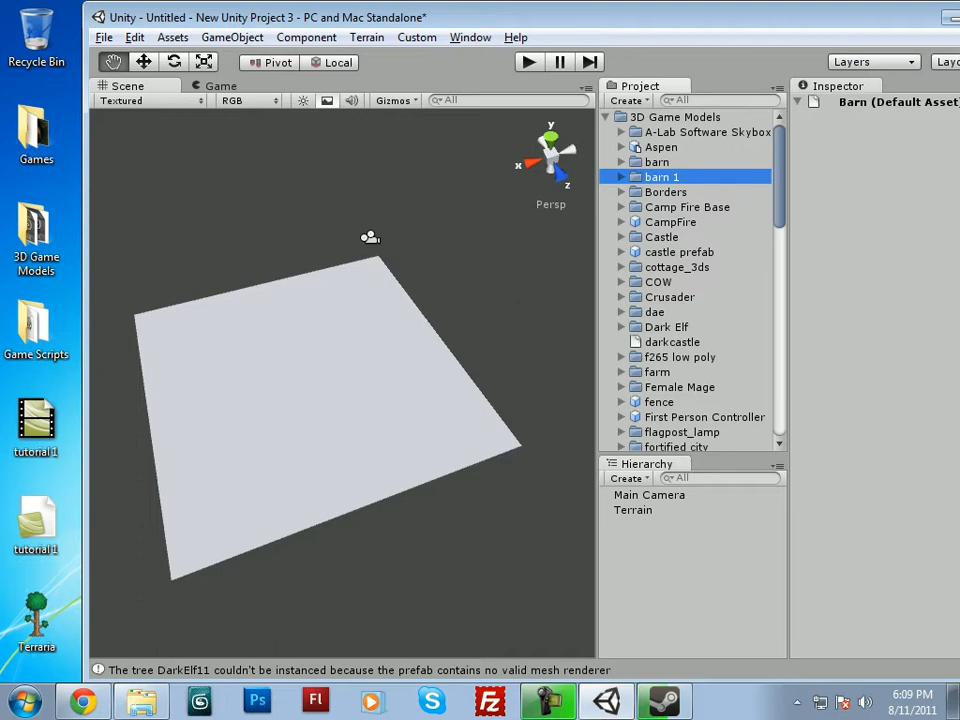 Recycle Bin
Games
3D Game
Models
Game Scripts
tutorial 1
tutorial 1
Terraria
Unity - Untitled - New Unity Project 3 - PC and Mac Standalone*
File Edit Assets GameObject Component Terrain Custom Window Help
Pivot Local Layers
Scene Game
Textured RGB Gizmos All
y
x
z
Persp
Project
Create All
3D Game Models
A-Lab Software Skybox
Aspen
barn
barn 1
Borders
Camp Fire Base
CampFire
Castle
castle prefab
cottage_3ds
COW
Crusader
dae
Dark Elf
darkcastle
f265 low poly
farm
Female Mage
fence
First Person Controller
flagpost_lamp
fortified city
Hierarchy
Create All
Main Camera
Terrain
Inspector
Barn (Default Asset)
The tree DarkElf11 couldn't be instanced because the prefab contains no valid mesh renderer
Ps
Fl
6:09 PM
8/11/2011